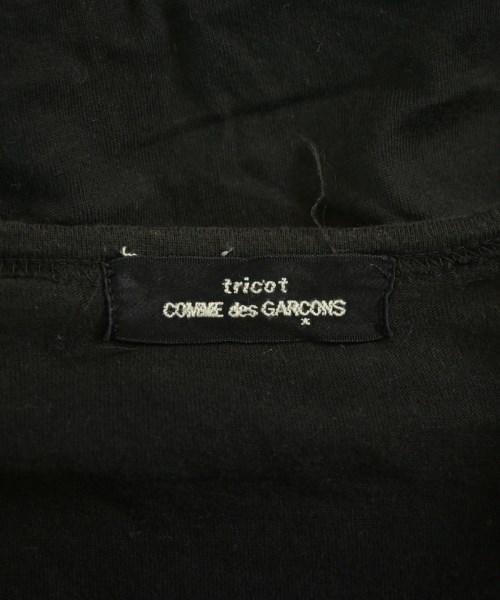 tricot
COMME des GARCONS
*